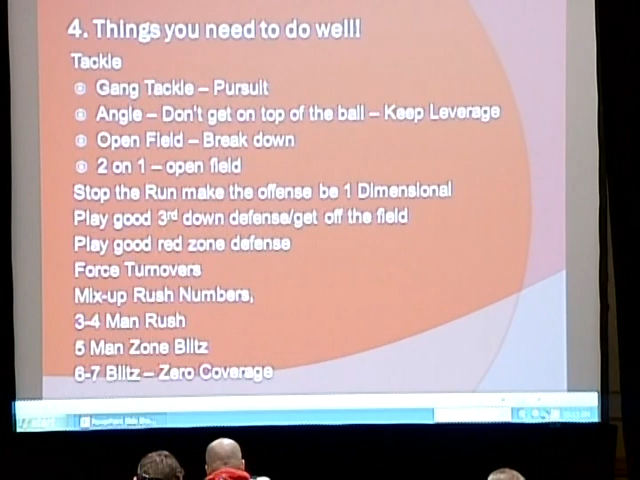 4. Things you need to do well!
Tackle
Gang Tackle – Pursuit
Angle – Don't get on top of the ball – Keep Leverage
Open Field – Break down
2 on 1 – open field
Stop the Run make the offense be 1 Dimensional
Play good 3rd down defense/get off the field
Play good red zone defense
Force Turnovers
Mix-up Rush Numbers,
3-4 Man Rush
5 Man Zone Blitz
6-7 Blitz – Zero Coverage